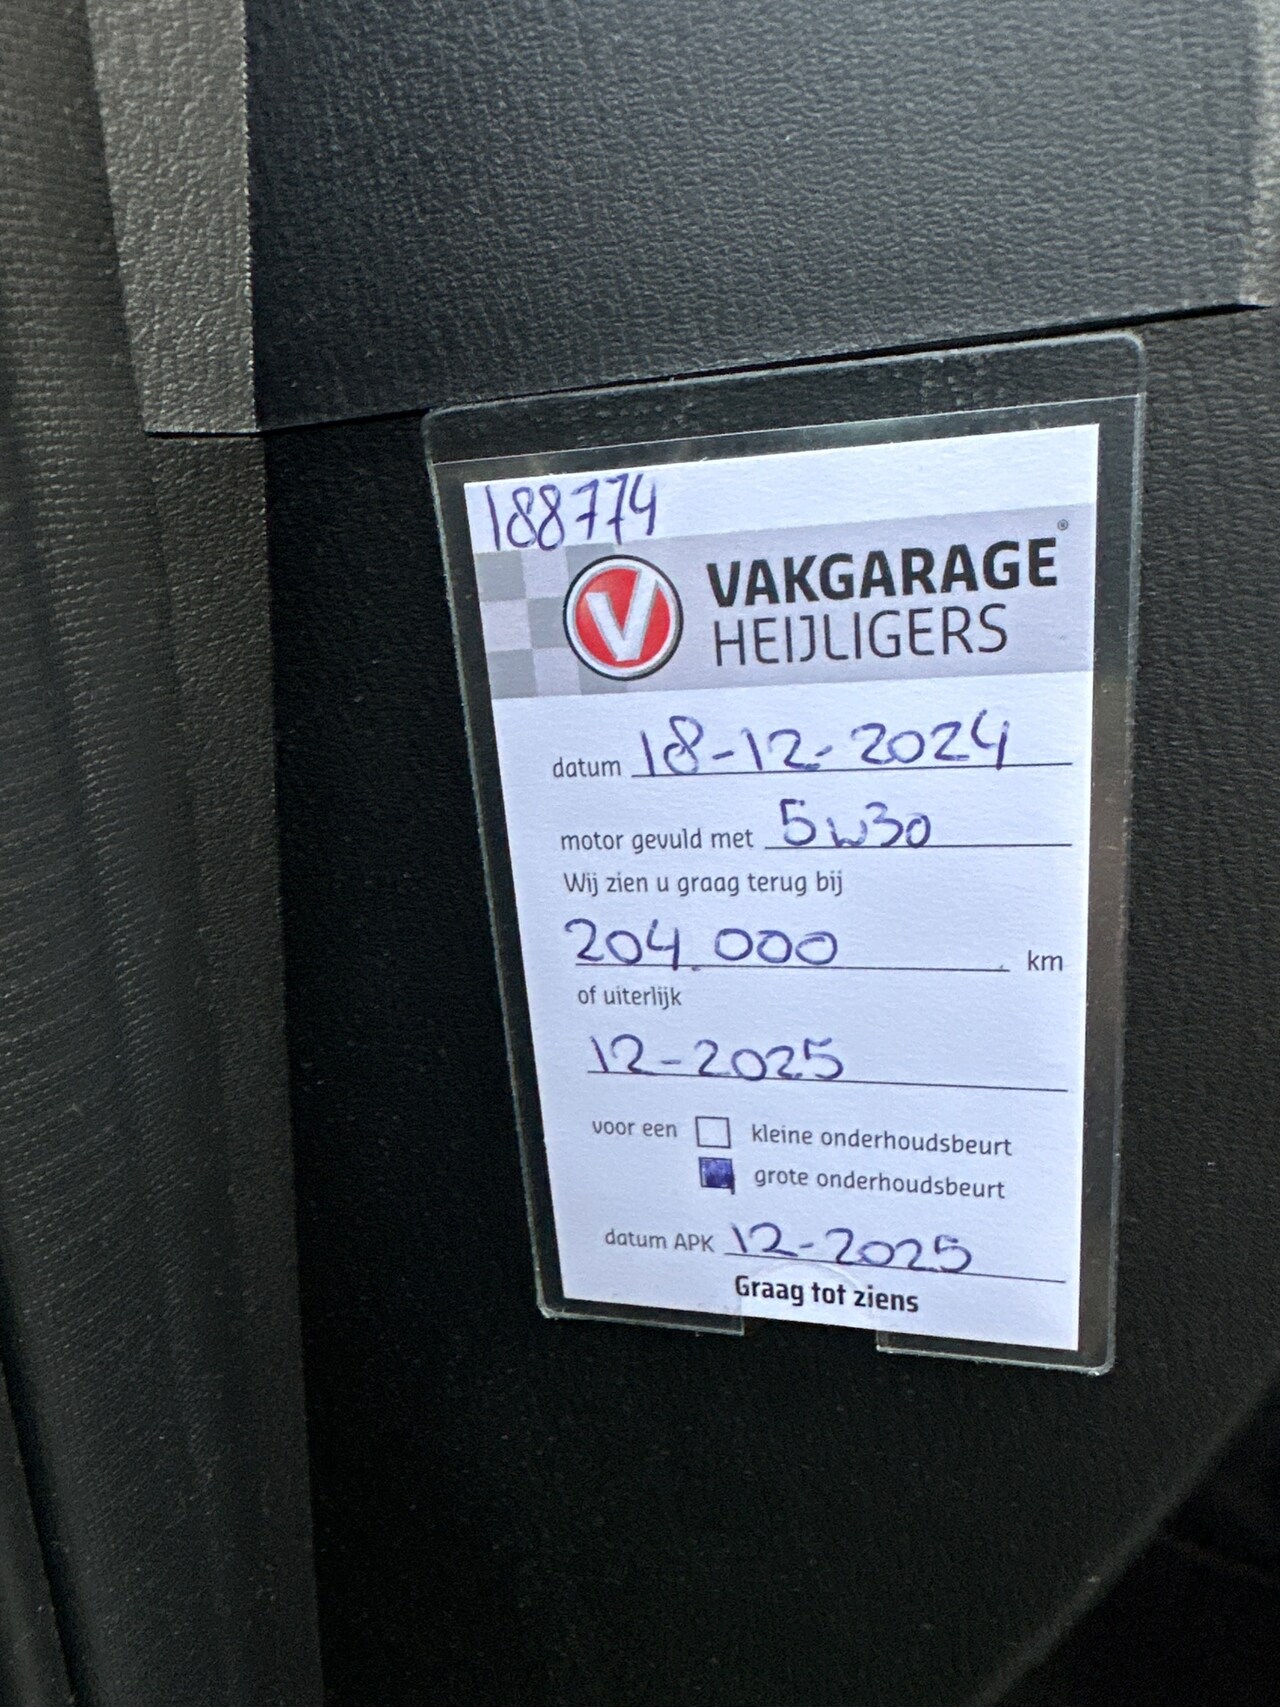 188774
VAKGARAGE®
HEIJLIGERS
datum 18-12-2024
motor gevuld met 5w30
Wij zien u graag terug bij
204.000 km
of uiterlijk
12-2025
voor een kleine onderhoudsbeurt
grote onderhoudsbeurt
datum APK 12-2025
Graag tot ziens